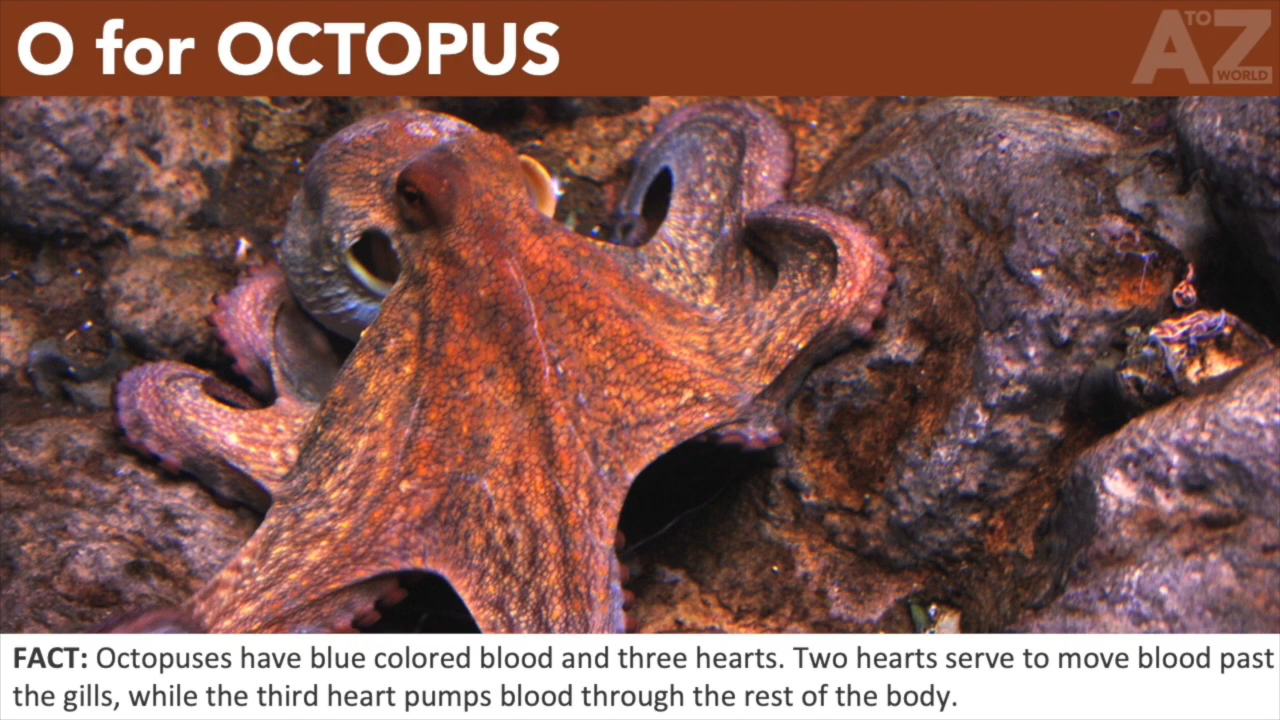 O for OCTOPUS
A TO Z
WORLD
FACT: Octopuses have blue colored blood and three hearts. Two hearts serve to move blood past
the gills, while the third heart pumps blood through the rest of the body.